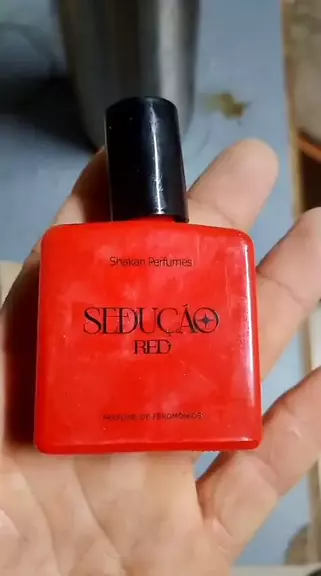 Shakan Perfumes
SEDUÇÃO
RED
PERFUME DE FEROMÔNIOS